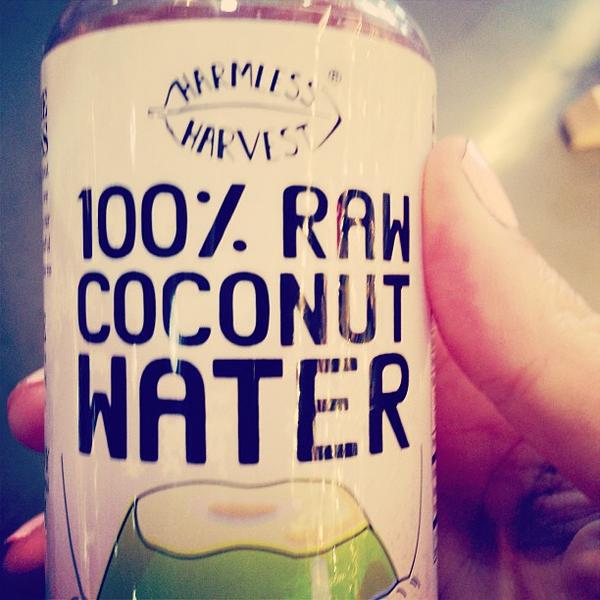 HARMLESS®
HARVEST
100% RAW
COCONUT
WATER